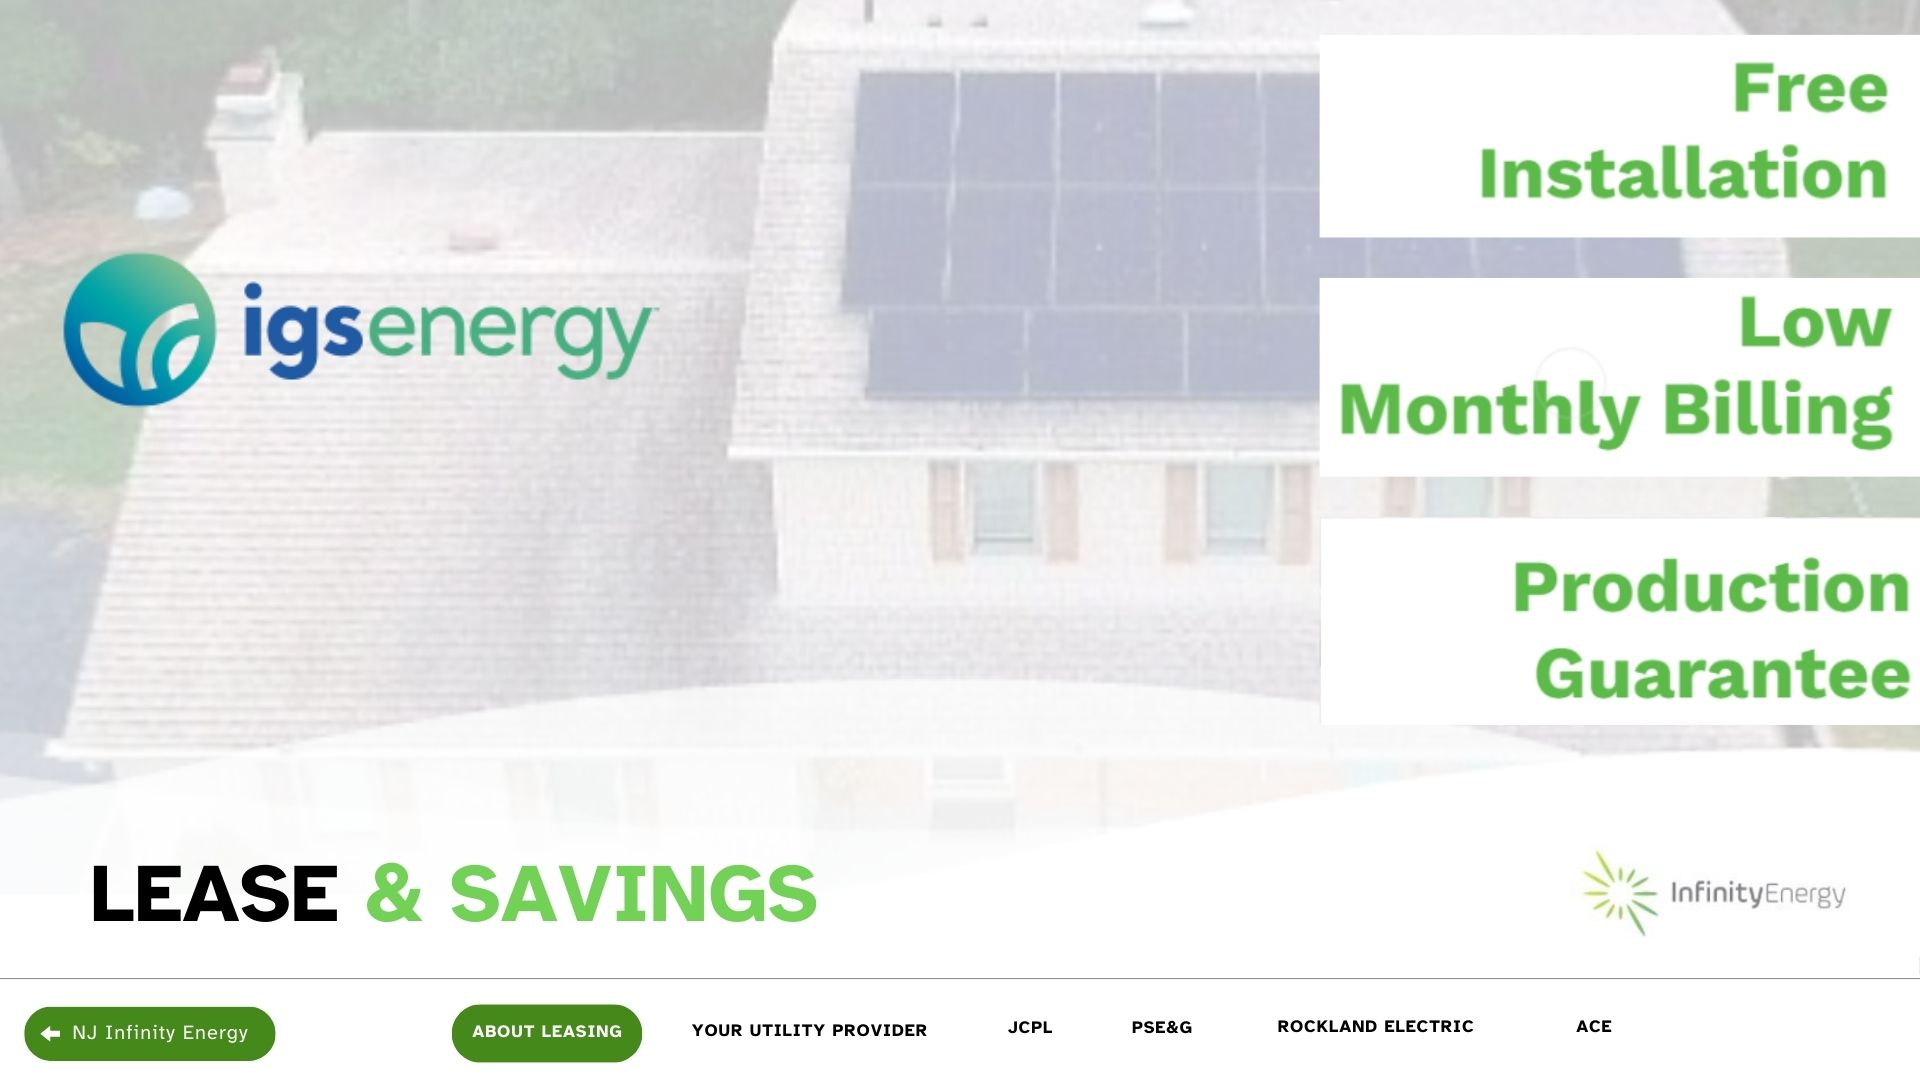 Free
Installation
igsenergy
Low
Monthly Billing
Production
Guarantee
LEASE & SAVINGS
InfinityEnergy
NJ Infinity Energy
ABOUT LEASING
YOUR UTILITY PROVIDER
JCPL
PSE&G
ROCKLAND ELECTRIC
ACE